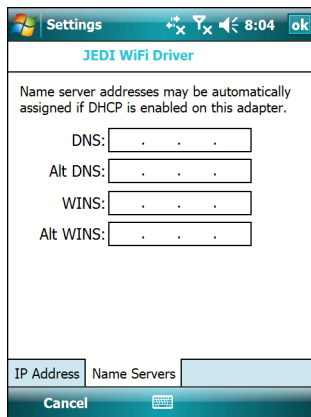 Settings 8:04 ok
JEDI WiFi Driver
Name server addresses may be automatically
assigned if DHCP is enabled on this adapter.
DNS: . . .
Alt DNS: . . .
WINS: . . .
Alt WINS: . . .
IP Address Name Servers
Cancel